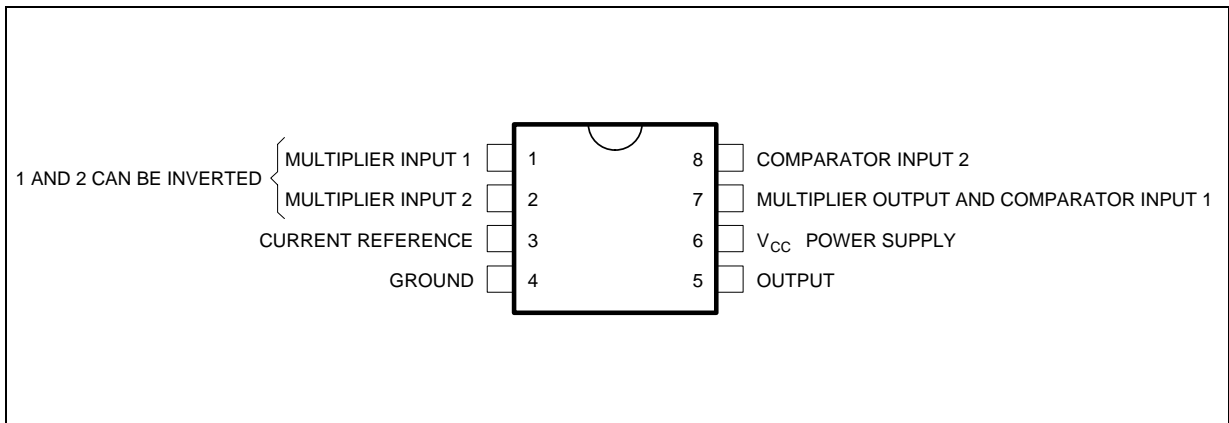 1 AND 2 CAN BE INVERTED
MULTIPLIER INPUT 1
MULTIPLIER INPUT 2
CURRENT REFERENCE
GROUND
1
2
3
4
8
7
6
5
COMPARATOR INPUT 2
MULTIPLIER OUTPUT AND COMPARATOR INPUT 1
VCC POWER SUPPLY
OUTPUT